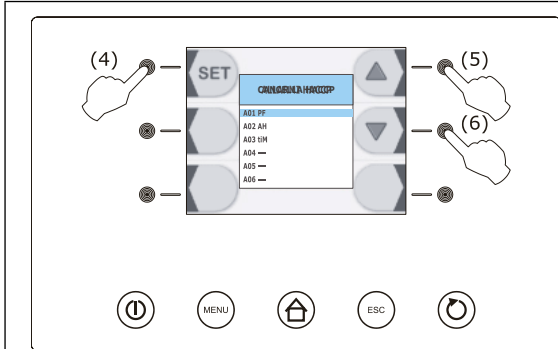 (4)
(5)
(6)
SET
A01 PF
A02 AH
A03 tiM
A04 —
A05 —
A06 —
MENU
ESC